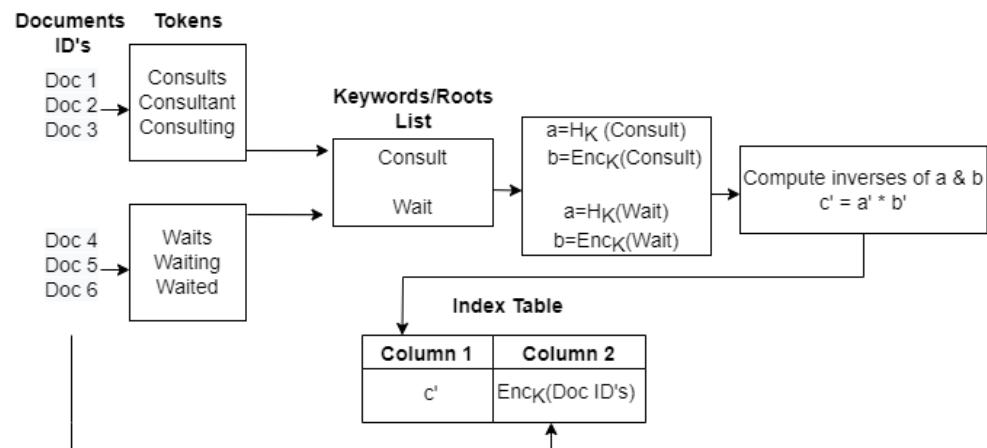 Documents ID's
Tokens
Doc 1
Doc 2
Doc 3
Consults
Consultant
Consulting
Keywords/Roots
List
Consult
Wait
a=HK (Consult)
b=EncK(Consult)
a=HK(Wait)
b=EncK(Wait)
Compute inverses of a & b
c' = a' * b'
Doc 4
Doc 5
Doc 6
Waits
Waiting
Waited
Index Table
Column 1
Column 2
c'
EncK(Doc ID's)